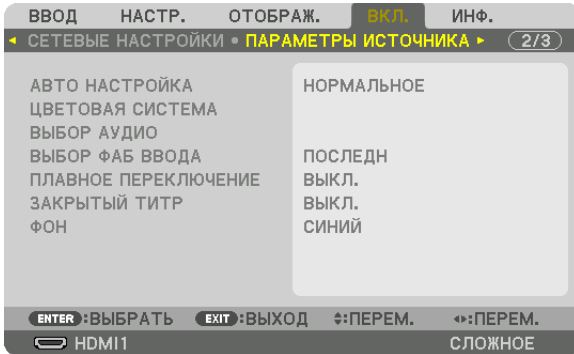 ВВОД НАСТР. ОТОБРАЖ. ВКЛ. ИНФ.
СЕТЕВЫЕ НАСТРОЙКИ • ПАРАМЕТРЫ ИСТОЧНИКА 2/3
АВТО НАСТРОЙКА НОРМАЛЬНОЕ
ЦВЕТОВАЯ СИСТЕМА
ВЫБОР АУДИО
ВЫБОР ФАБ ВВОДА ПОСЛЕДН
ПЛАВНОЕ ПЕРЕКЛЮЧЕНИЕ ВЫКЛ.
ЗАКРЫТЫЙ ТИТР ВЫКЛ.
ФОН СИНИЙ
ENTER :ВЫБРАТЬ EXIT :ВЫХОД :ПЕРЕМ. :ПЕРЕМ.
HDMI1 СЛОЖНОЕ